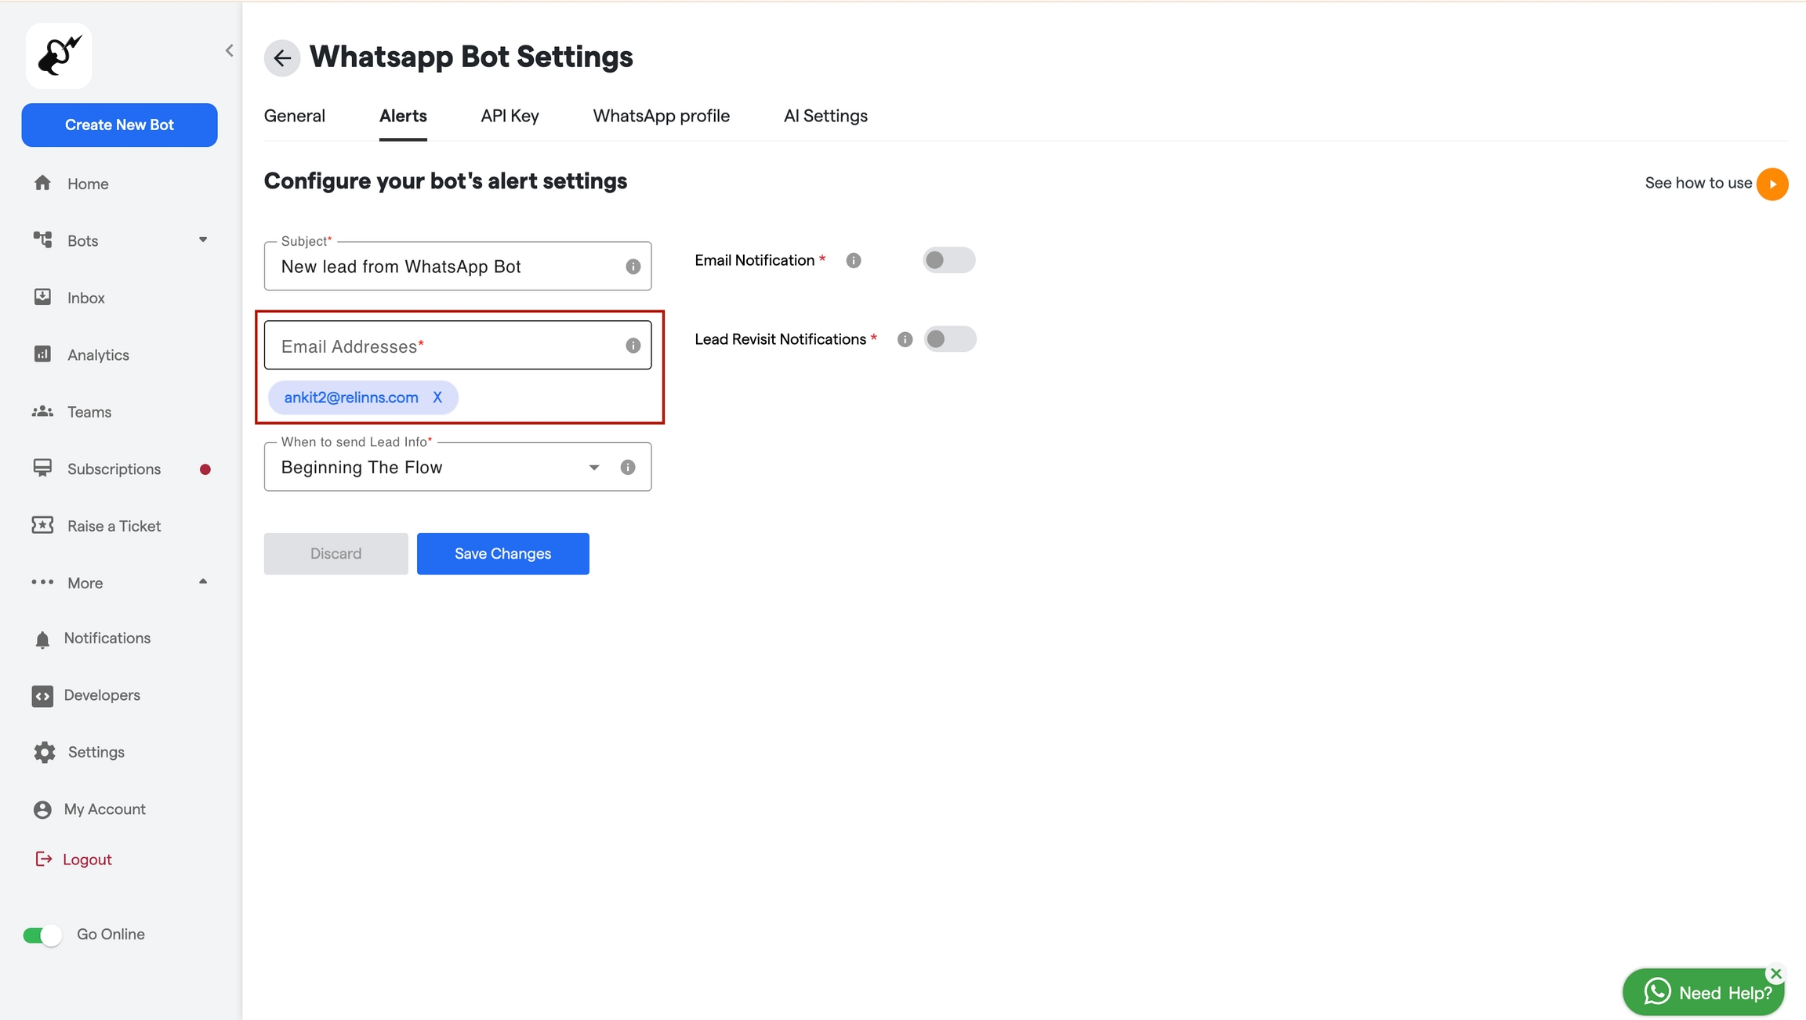 Whatsapp Bot Settings
Create New Bot
Home
Bots
Inbox
Analytics
Teams
Subscriptions
Raise a Ticket
More
Notifications
Developers
Settings
My Account
Logout
Go Online
General Alerts API Key WhatsApp profile AI Settings
Configure your bot's alert settings
See how to use
Subject*
New lead from WhatsApp Bot
Email Notification *
Email Addresses*
Lead Revisit Notifications *
ankit2@relinns.com X
When to send Lead Info*
Beginning The Flow
Discard Save Changes
Need Help?